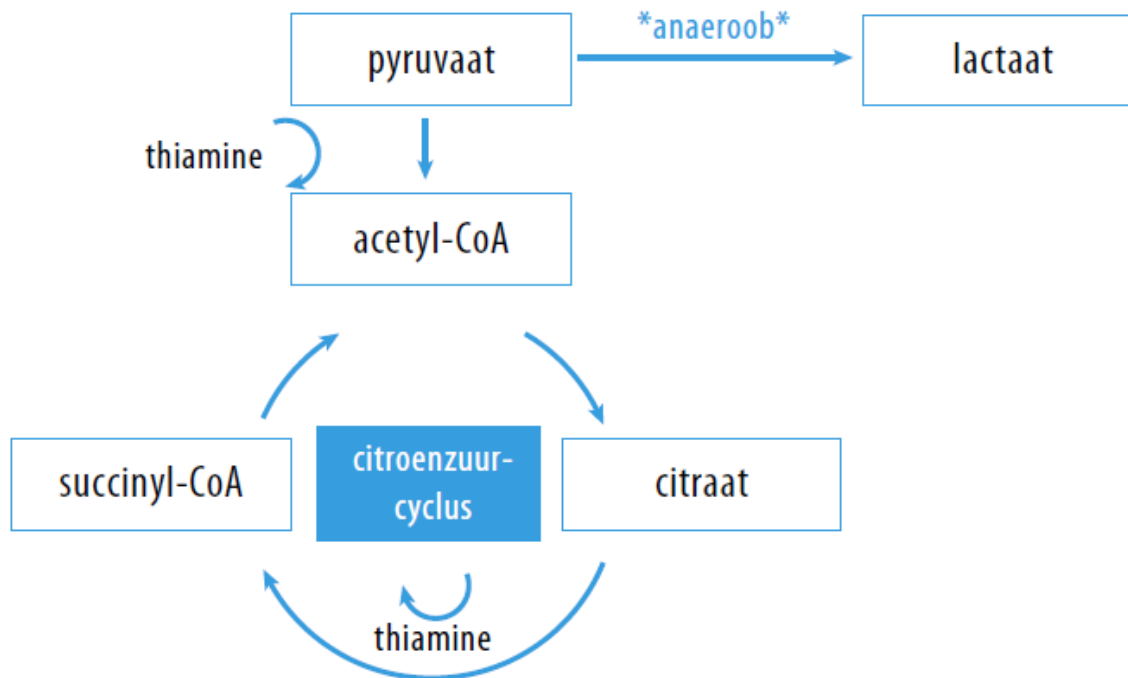 *anaeroob*
pyruvaat
lactaat
thiamine
acetyl-CoA
succinyl-CoA
citroenzuur-
cyclus
citraat
thiamine